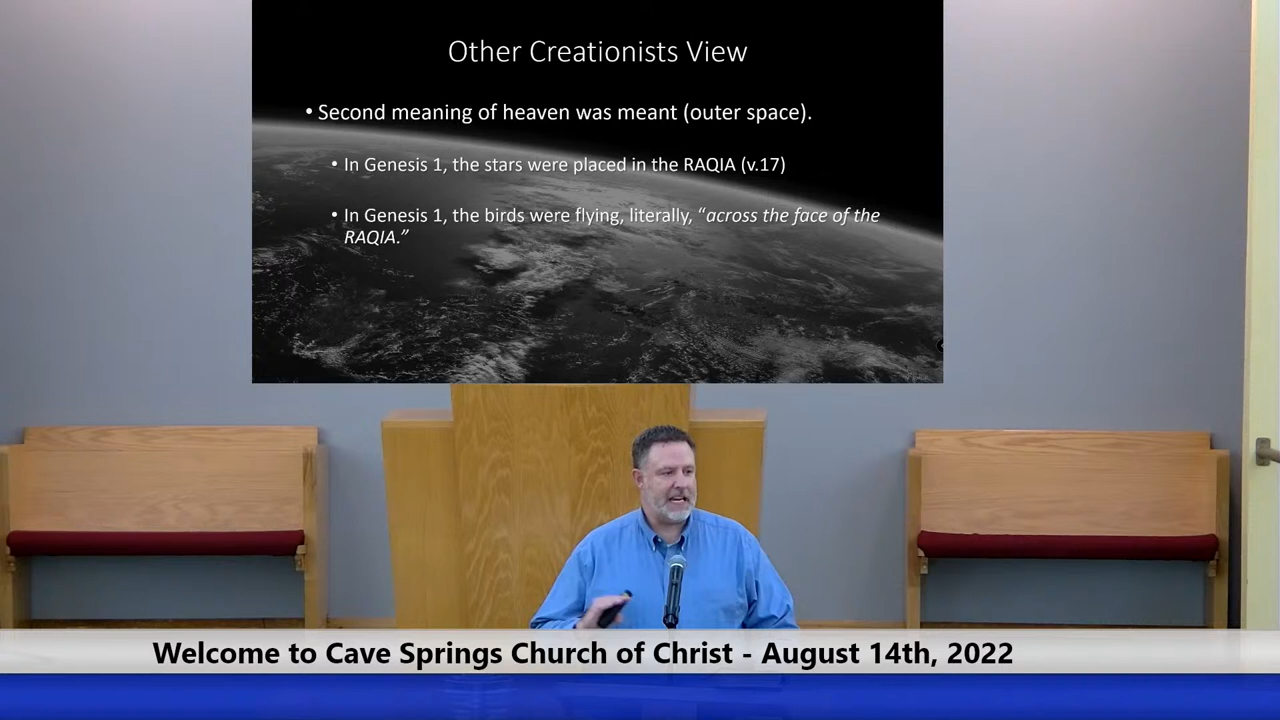 Other Creationists View
• Second meaning of heaven was meant (outer space).
• In Genesis 1, the stars were placed in the RAQIA (v.17)
• In Genesis 1, the birds were flying, literally, “across the face of the
RAQIA.”
Welcome to Cave Springs Church of Christ - August 14th, 2022